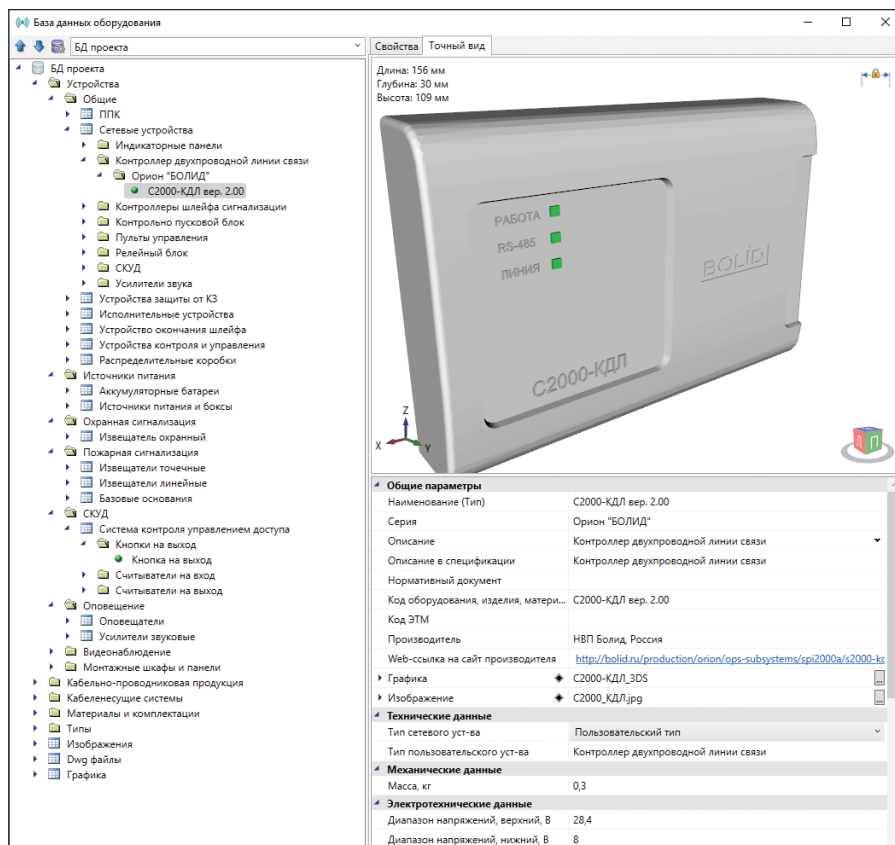 База данных оборудования
БД проекта
БД проекта
Устройства
Общие
ППК
Сетевые устройства
Индикаторные панели
Контроллер двухпроводной линии связи
Орион "БОЛИД"
С2000-КДЛ вер. 2.00
Контроллеры шлейфа сигнализации
Контрольно пусковой блок
Пульты управления
Релейный блок
СКУД
Усилители звука
Устройства защиты от КЗ
Исполнительные устройства
Устройство окончания шлейфа
Устройства контроля и управления
Распределительные коробки
Источники питания
Аккумуляторные батареи
Источники питания и боксы
Охранная сигнализация
Извещатель охранный
Пожарная сигнализация
Извещатели точечные
Извещатели линейные
Базовые основания
СКУД
Система контроля управлением доступа
Кнопки на выход
Кнопка на выход
Считыватели на вход
Считыватели на выход
Оповещение
Оповещатели
Усилители звуковые
Видеонаблюдение
Монтажные шкафы и панели
Кабельно-проводниковая продукция
Кабеленесущие системы
Материалы и комплектации
Типы
Изображения
Dwg файлы
Графика
Свойства Точный вид
Длина: 156 мм
Глубина: 30 мм
Высота: 109 мм
РАБОТА
RS-485
ЛИНИЯ
BOLID
С2000-КДЛ
Z
X Y
Л П
Общие параметры
Наименование (Тип) С2000-КДЛ вер. 2.00
Серия Орион "БОЛИД"
Описание Контроллер двухпроводной линии связи
Описание в спецификации Контроллер двухпроводной линии связи
Нормативный документ
Код оборудования, изделия, матери... С2000-КДЛ вер. 2.00
Код ЭТМ
Производитель НВП Болид, Россия
Web-ссылка на сайт производителя http://bolid.ru/production/orion/ops-subsystems/spi2000a/s2000-kd
Графика С2000-КДЛ_3DS ...
Изображение С2000_КДЛ.jpg ...
Технические данные
Тип сетевого уст-ва Пользовательский тип
Тип пользовательского уст-ва Контроллер двухпроводной линии связи
Механические данные
Масса, кг 0,3
Электротехнические данные
Диапазон напряжений, верхний, В 28,4
Диапазон напряжений, нижний, В 8